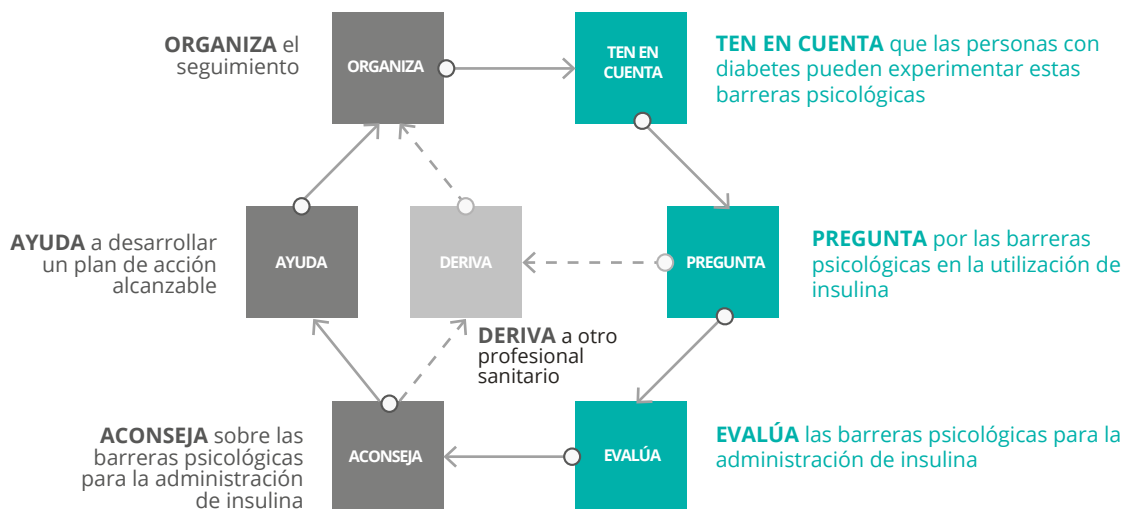 ORGANIZA el
seguimiento
ORGANIZA
TEN EN
CUENTA
TEN EN CUENTA que las personas con
diabetes pueden experimentar estas
barreras psicológicas
AYUDA a desarrollar
un plan de acción
alcanzable
AYUDA
DERIVA
PREGUNTA
PREGUNTA por las barreras
psicológicas en la utilización de
insulina
DERIVA a otro
profesional
sanitario
ACONSEJA sobre las
barreras psicológicas
para la administración
de insulina
ACONSEJA
EVALÚA
EVALÚA las barreras psicológicas para la
administración de insulina